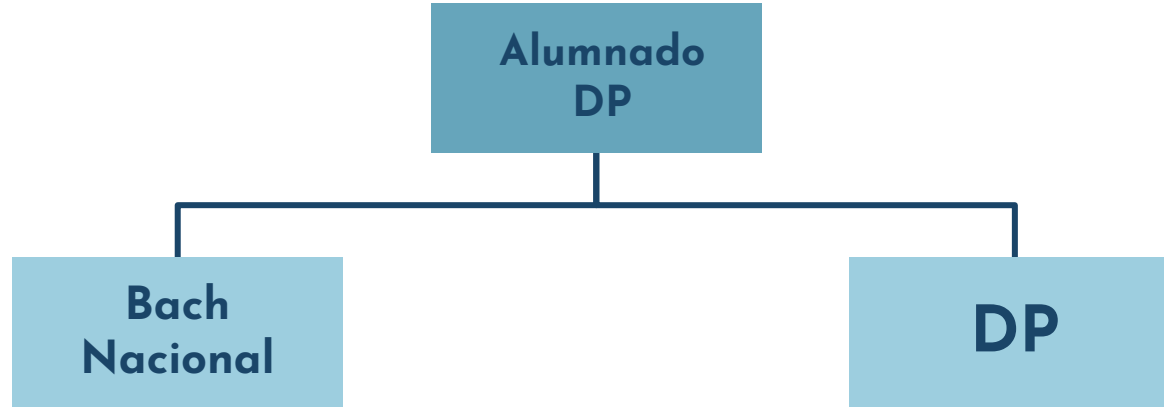 Alumnado
DP
Bach
Nacional
DP